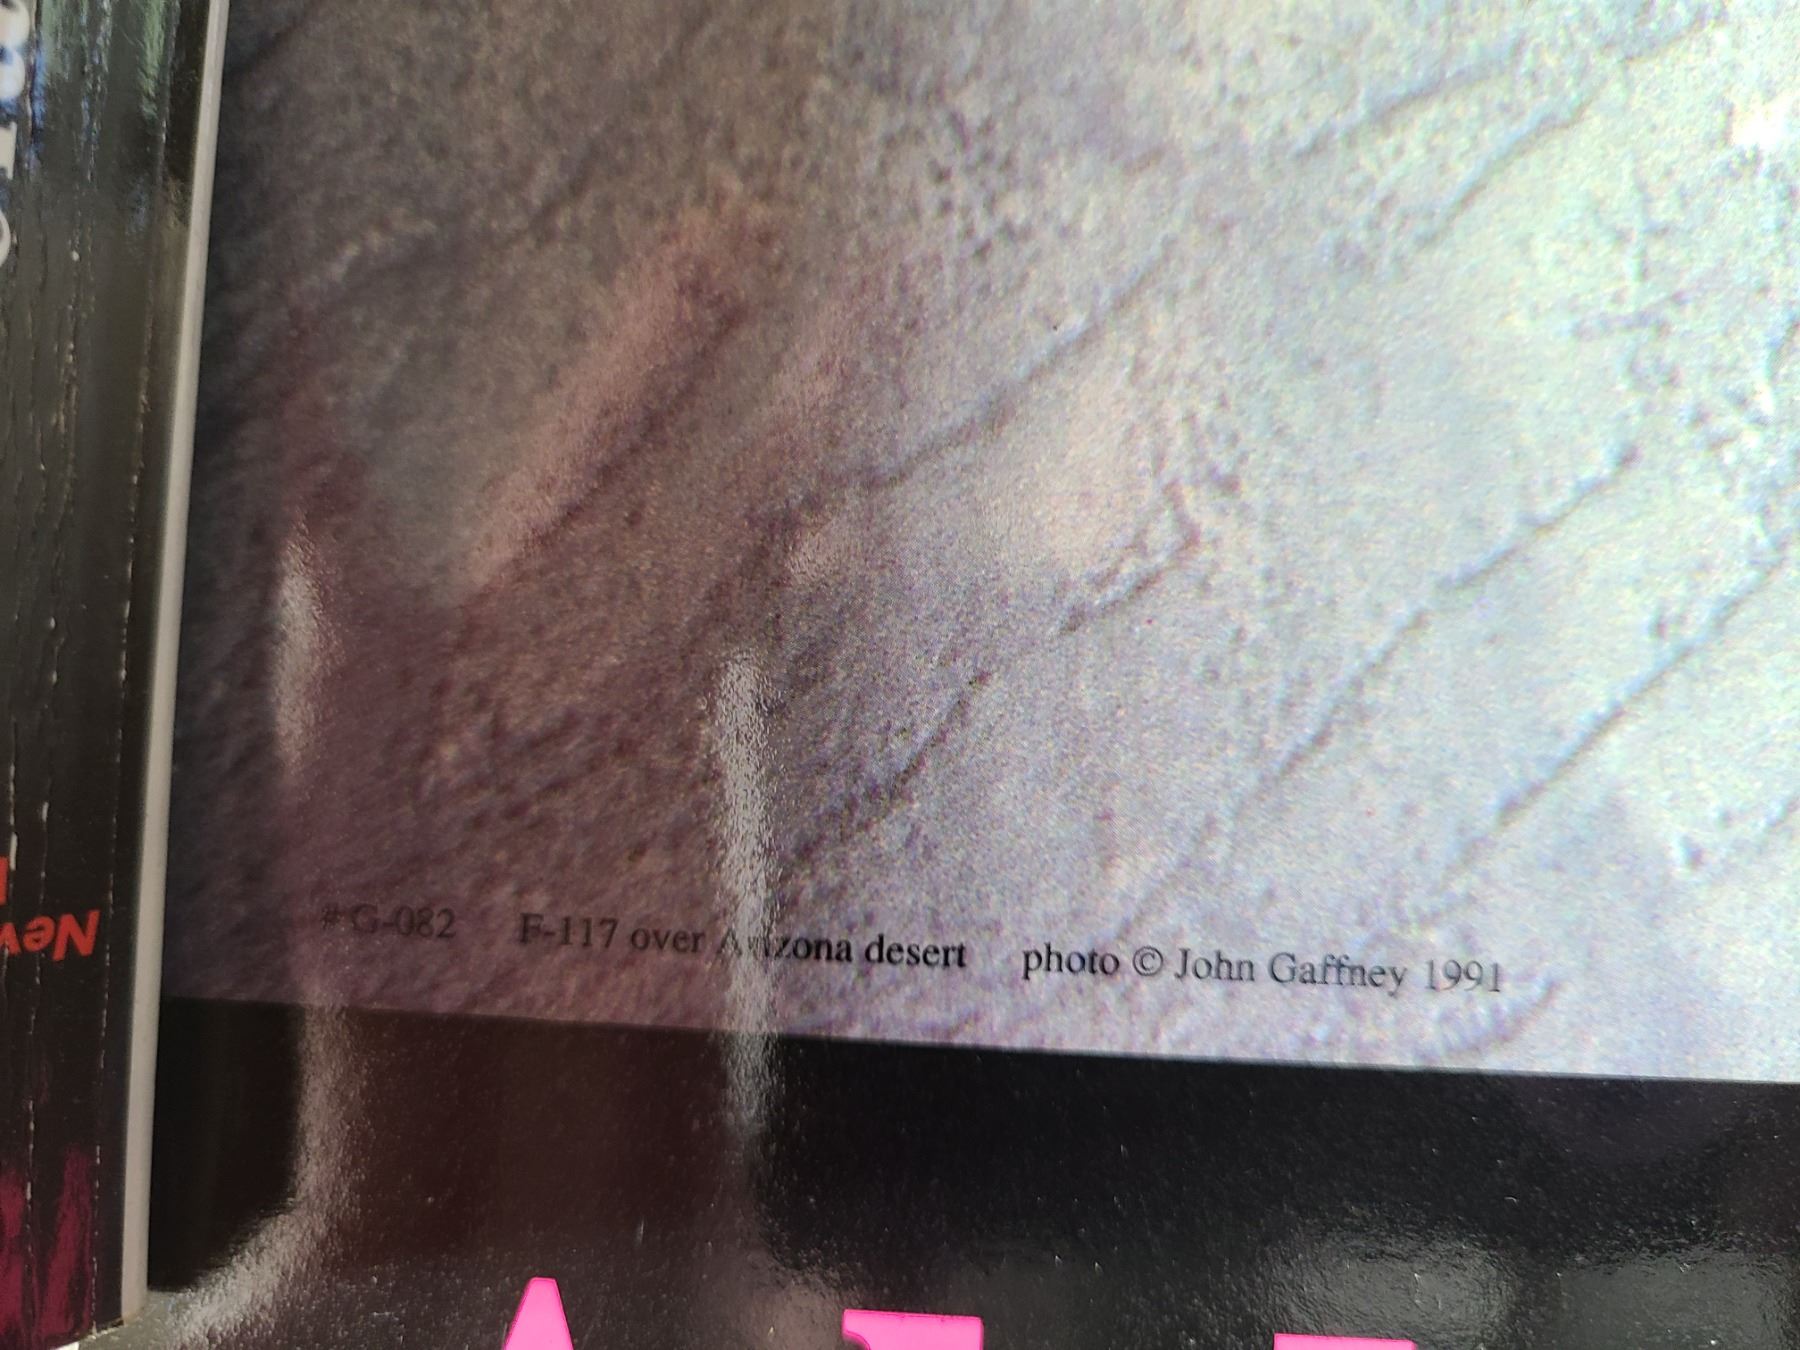 # G-082 F-117 over Arizona desert photo © John Gaffney 1991